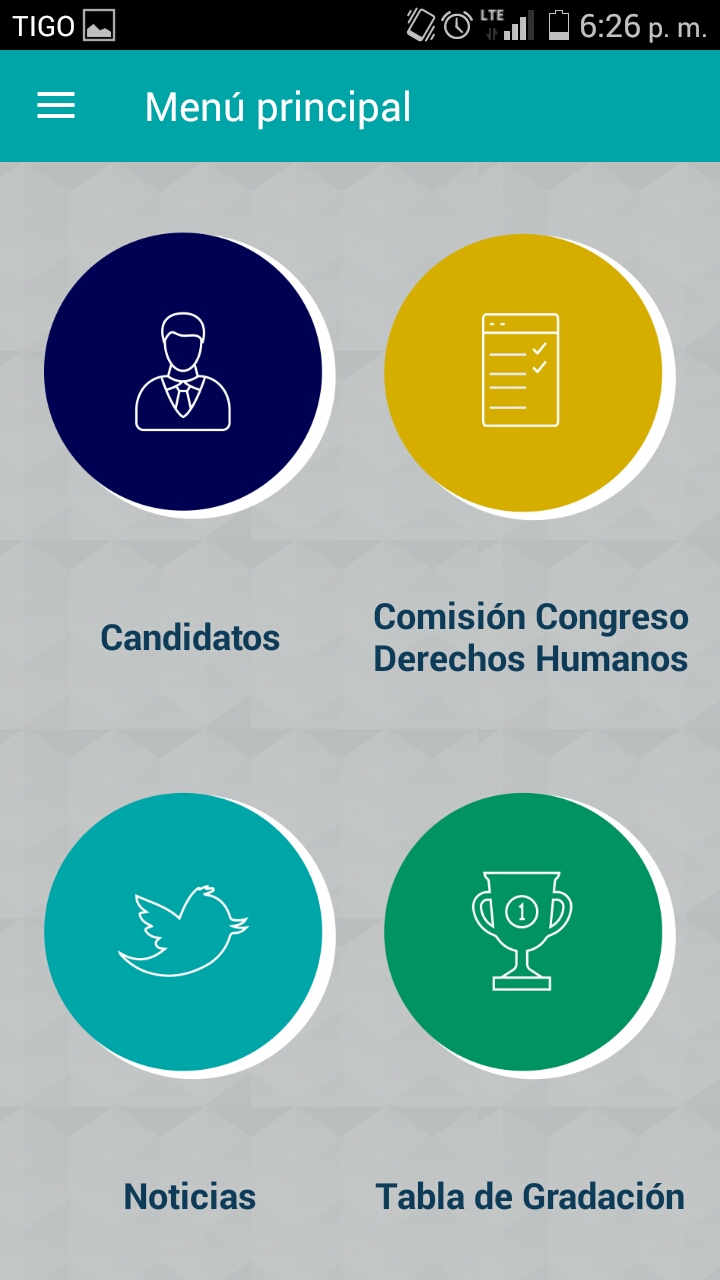 TIGO LTE 6:26 p. m.
Menú principal
Candidatos
Comisión Congreso
Derechos Humanos
1
Noticias
Tabla de Gradación